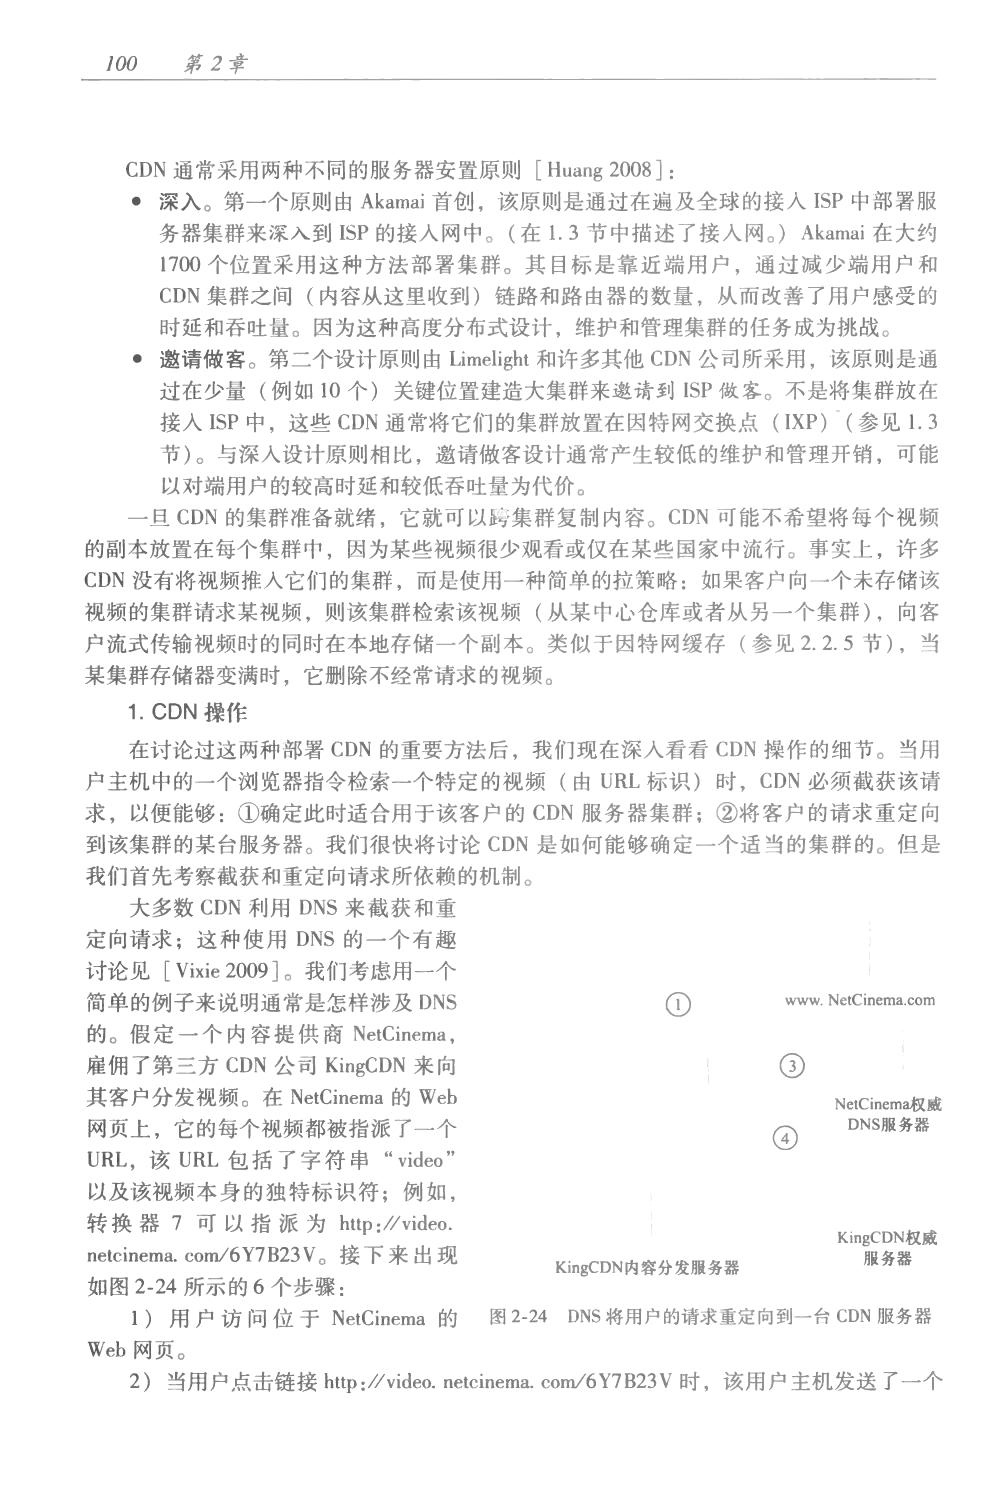 100 第2章
CDN 通常采用两种不同的服务器安置原则［Huang 2008］：
● 深入。第一个原则由 Akamai 首创，该原则是通过在遍及全球的接入 ISP 中部署服
务器集群来深入到 ISP 的接入网中。（在 1.3 节中描述了接入网。）Akamai 在大约
1700 个位置采用这种方法部署集群。其目标是靠近端用户，通过减少端用户和
CDN 集群之间（内容从这里收到）链路和路由器的数量，从而改善了用户感受的
时延和吞吐量。因为这种高度分布式设计，维护和管理集群的任务成为挑战。
● 邀请做客。第二个设计原则由 Limelight 和许多其他 CDN 公司所采用，该原则是通
过在少量（例如 10 个）关键位置建造大集群来邀请到 ISP 做客。不是将集群放在
接入 ISP 中，这些 CDN 通常将它们的集群放置在因特网交换点（IXP）（参见 1.3
节）。与深入设计原则相比，邀请做客设计通常产生较低的维护和管理开销，可能
以对端用户的较高时延和较低吞吐量为代价。
一旦 CDN 的集群准备就绪，它就可以跨集群复制内容。CDN 可能不希望将每个视频
的副本放置在每个集群中，因为某些视频很少观看或仅在某些国家中流行。事实上，许多
CDN 没有将视频推入它们的集群，而是使用一种简单的拉策略：如果客户向一个未存储该
视频的集群请求某视频，则该集群检索该视频（从某中心仓库或者从另一个集群），向客
户流式传输视频时的同时在本地存储一个副本。类似于因特网缓存（参见 2.2.5 节），当
某集群存储器变满时，它删除不经常请求的视频。
1. CDN 操作
在讨论过这两种部署 CDN 的重要方法后，我们现在深入看看 CDN 操作的细节。当用
户主机中的一个浏览器指令检索一个特定的视频（由 URL 标识）时，CDN 必须截获该请
求，以便能够：①确定此时适合用于该客户的 CDN 服务器集群；②将客户的请求重定向
到该集群的某台服务器。我们很快将讨论 CDN 是如何能够确定一个适当的集群的。但是
我们首先考察截获和重定向请求所依赖的机制。
大多数 CDN 利用 DNS 来截获和重
定向请求；这种使用 DNS 的一个有趣
讨论见［Vixie 2009］。我们考虑用一个
简单的例子来说明通常是怎样涉及 DNS
的。假定一个内容提供商 NetCinema，
雇佣了第三方 CDN 公司 KingCDN 来向
其客户分发视频。在 NetCinema 的 Web
网页上，它的每个视频都被指派了一个
URL，该 URL 包括了字符串“video”
以及该视频本身的独特标识符；例如，
转换器 7 可以指派为 http://video.
netcinema. com/6Y7B23V。接下来出现
如图 2-24 所示的 6 个步骤：
1）用户访问位于 NetCinema 的
Web 网页。
①
www. NetCinema.com
③
NetCinema权威
DNS服务器
④
KingCDN权威
服务器
KingCDN内容分发服务器
图 2-24 DNS 将用户的请求重定向到一台 CDN 服务器
2）当用户点击链接 http://video. netcinema. com/6Y7B23V 时，该用户主机发送了一个